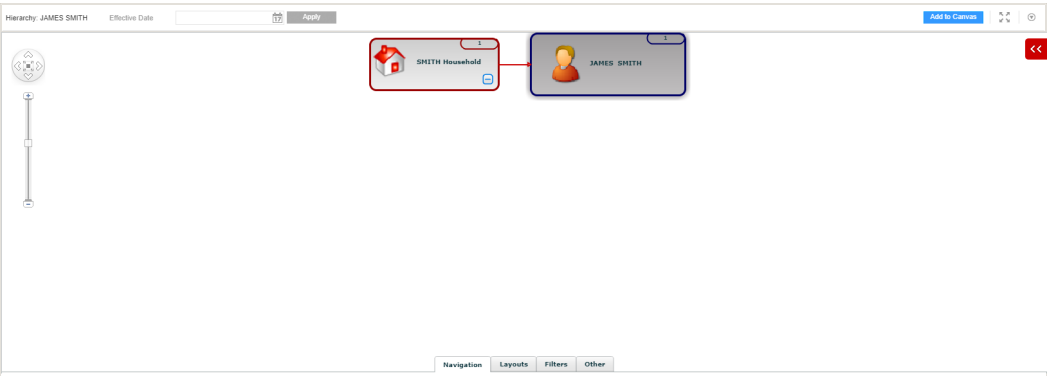 Hierarchy: JAMES SMITH Effective Date 17 Apply Add to Canvas
1
SMITH Household
1
JAMES SMITH
Navigation Layouts Filters Other